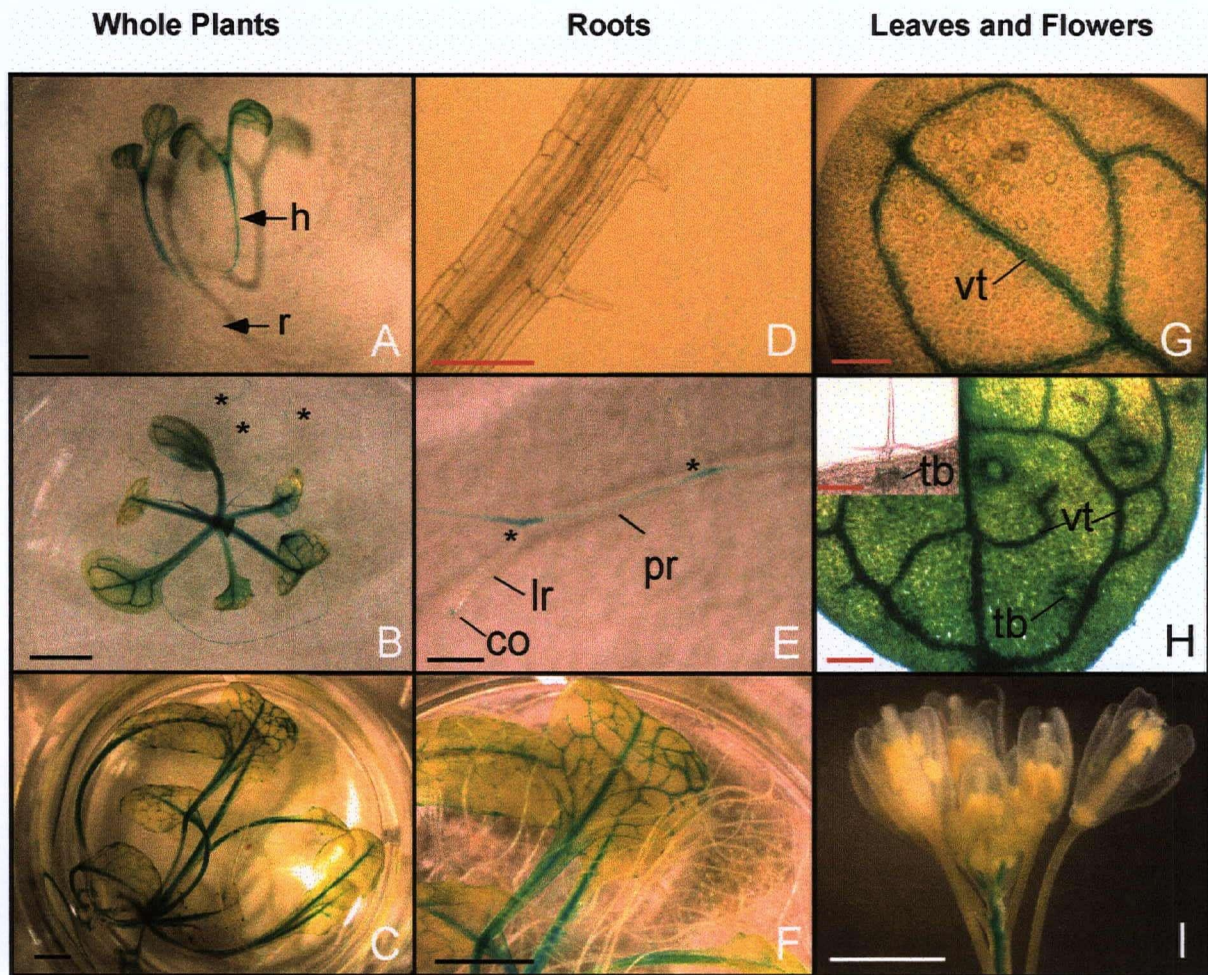 Whole Plants
Roots
Leaves and Flowers
h
r
A
D
vt
G
*
*
*
B
*
*
pr
lr
co
E
tb
vt
tb
H
C
F
I